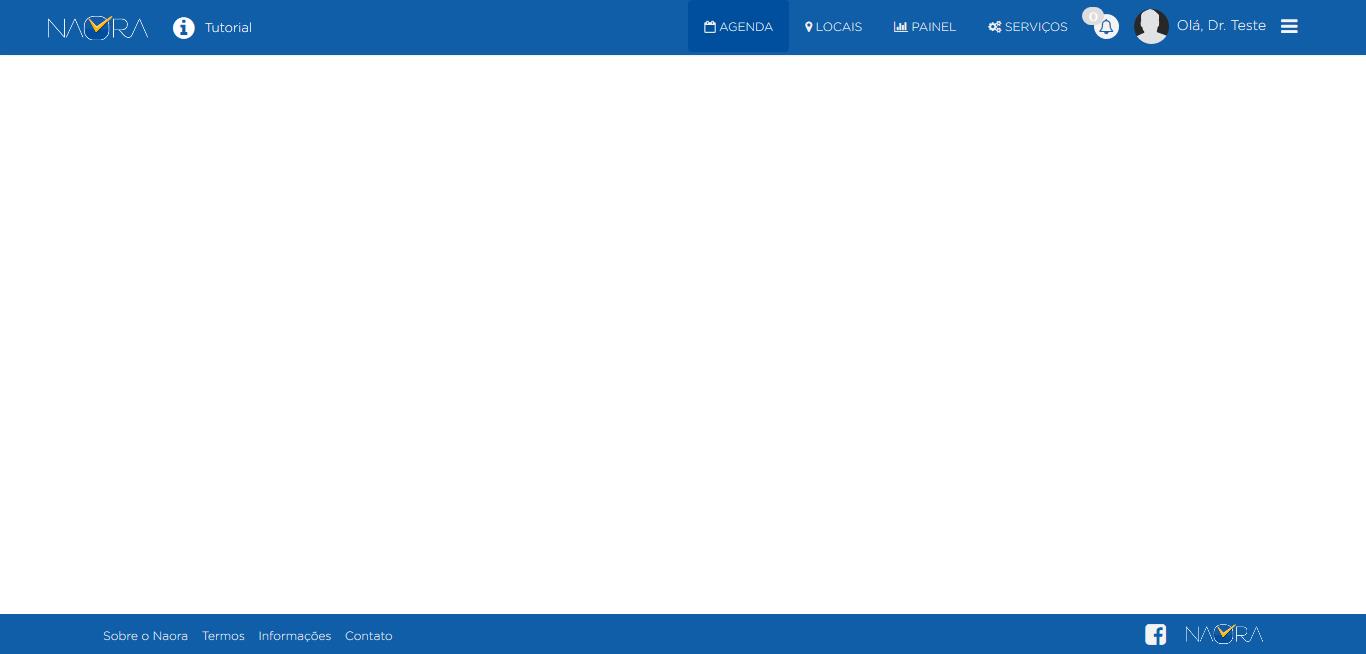 NAORA
Tutorial
AGENDA
LOCAIS
PAINEL
SERVIÇOS
0
Olá, Dr. Teste
Sobre o Naora
Termos
Informações
Contato
NAORA